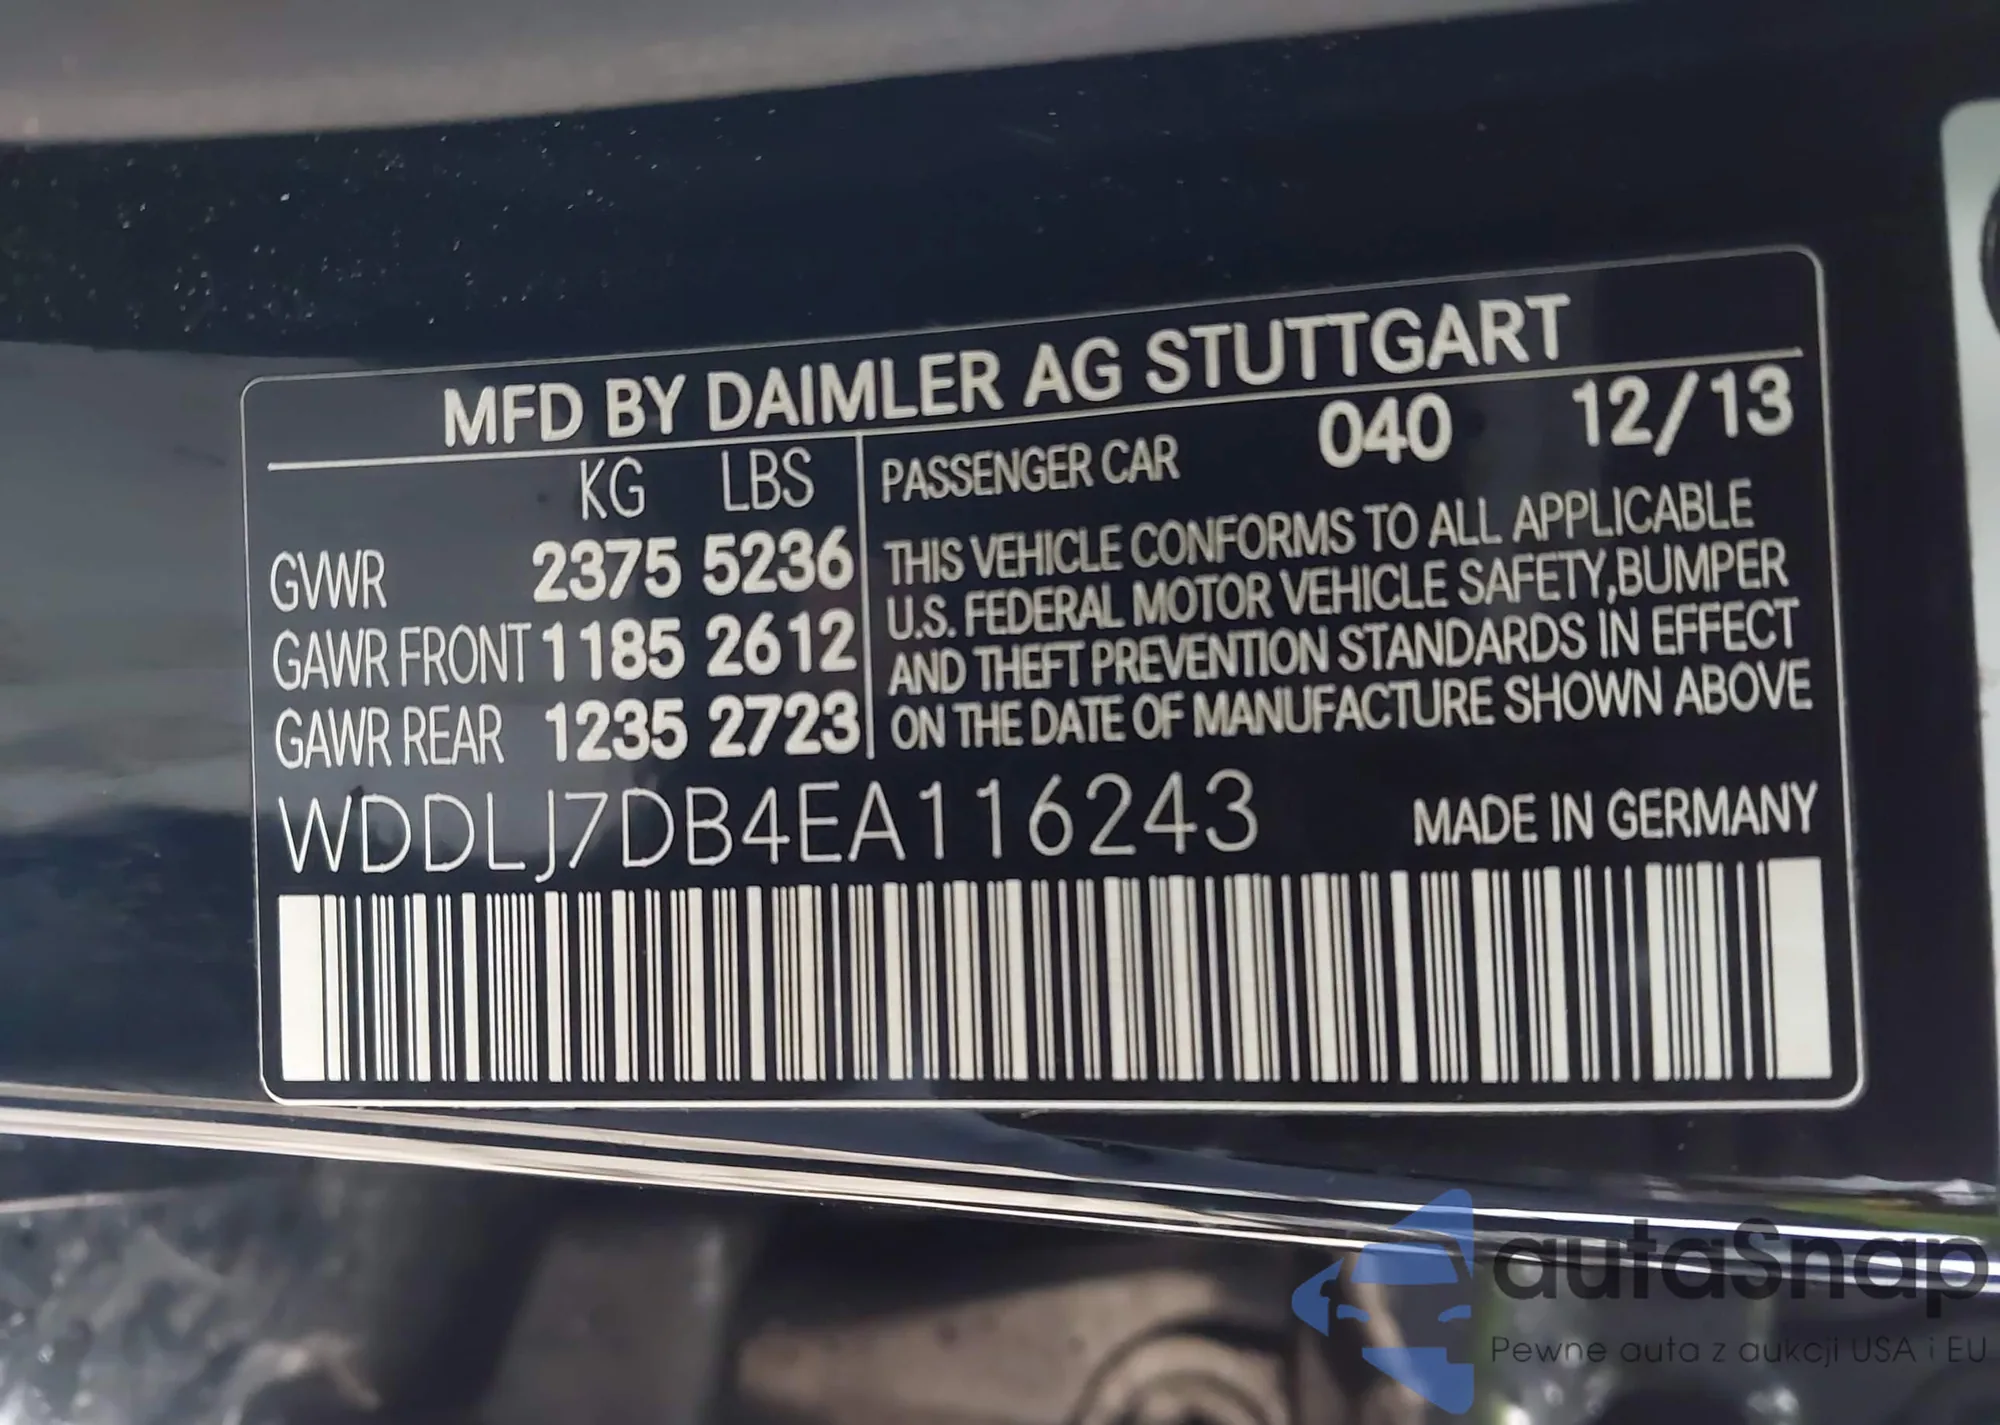 MFD BY DAIMLER AG STUTTGART
KG LBS
GVWR 2375 5236
GAWR FRONT 1185 2612
GAWR REAR 1235 2723
PASSENGER CAR 040 12/13
THIS VEHICLE CONFORMS TO ALL APPLICABLE
U.S. FEDERAL MOTOR VEHICLE SAFETY,BUMPER
AND THEFT PREVENTION STANDARDS IN EFFECT
ON THE DATE OF MANUFACTURE SHOWN ABOVE
WDDLJ7DB4EA116243 MADE IN GERMANY
autaSnap
Pewne auta z aukcji USA i EU